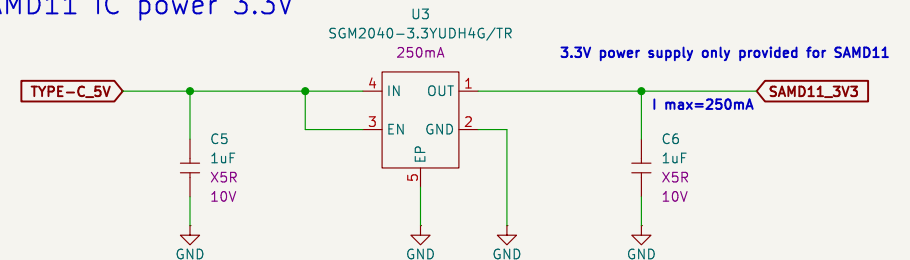 AMD11 IC power 3.3V
U3
SGM2040-3.3YUDH4G/TR
250mA
3.3V power supply only provided for SAMD11
TYPE-C_5V
4
IN
OUT
1
SAMD11_3V3
I max=250mA
3
EN
GND
2
EP
5
C5
1uF
X5R
10V
C6
1uF
X5R
10V
GND
GND
GND
GND